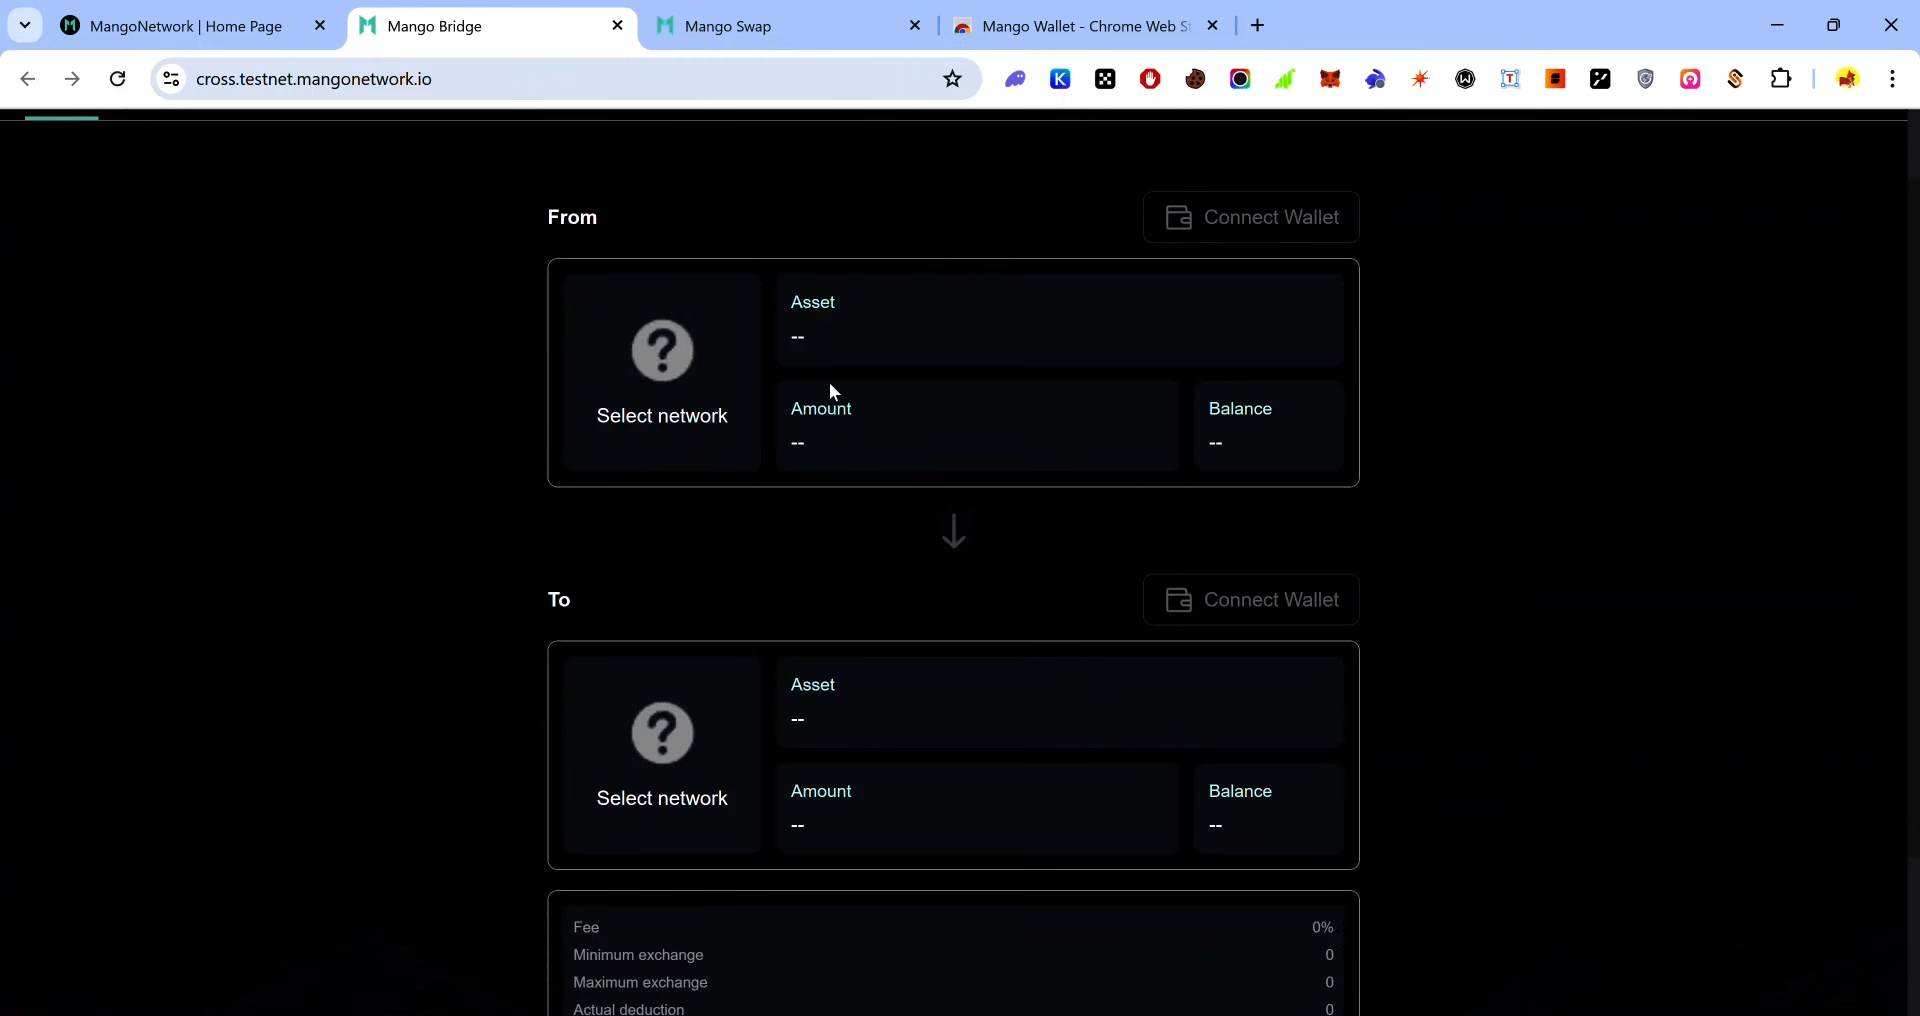 MangoNetwork | Home Page
Mango Bridge
Mango Swap
Mango Wallet - Chrome Web
cross.testnet.mangonetwork.io
From
Connect Wallet
Select network
Asset
--
Amount
--
Balance
--
To
Connect Wallet
Select network
Asset
--
Amount
--
Balance
--
Fee 0%
Minimum exchange 0
Maximum exchange 0
Actual deduction 0